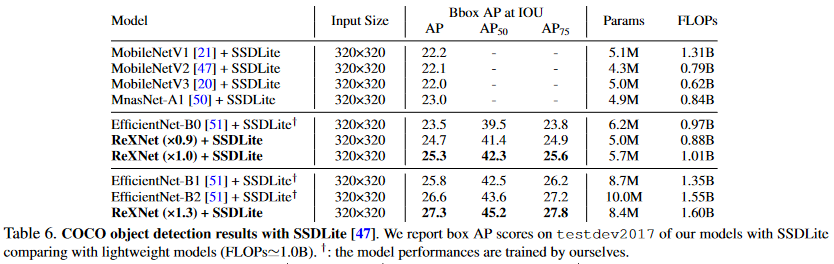 Model Input Size Bbox AP at IOU Params FLOPs
AP AP50 AP75
MobileNetV1 [21] + SSDLite 320×320 22.2 - - 5.1M 1.31B
MobileNetV2 [47] + SSDLite 320×320 22.1 - - 4.3M 0.79B
MobileNetV3 [20] + SSDLite 320×320 22.0 - - 5.0M 0.62B
MnasNet-A1 [50] + SSDLite 320×320 23.0 - - 4.9M 0.84B
EfficientNet-B0 [51] + SSDLite† 320×320 23.5 39.5 23.8 6.2M 0.97B
ReXNet (×0.9) + SSDLite 320×320 24.7 41.4 24.9 5.0M 0.88B
ReXNet (×1.0) + SSDLite 320×320 25.3 42.3 25.6 5.7M 1.01B
EfficientNet-B1 [51] + SSDLite† 320×320 25.8 42.5 26.2 8.7M 1.35B
EfficientNet-B2 [51] + SSDLite† 320×320 26.6 43.6 27.2 10.0M 1.55B
ReXNet (×1.3) + SSDLite 320×320 27.3 45.2 27.8 8.4M 1.60B
Table 6. COCO object detection results with SSDLite [47]. We report box AP scores on testdev2017 of our models with SSDLite
comparing with lightweight models (FLOPs≃1.0B). †: the model performances are trained by ourselves.